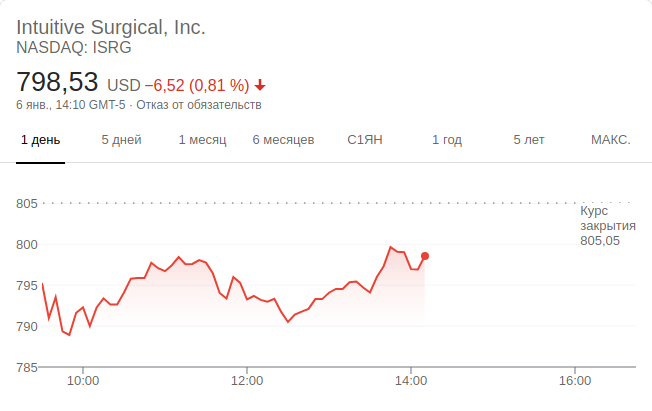 Intuitive Surgical, Inc.
NASDAQ: ISRG
798,53 USD −6,52 (0,81 %)
6 янв., 14:10 GMT-5 · Отказ от обязательств
1 день 5 дней 1 месяц 6 месяцев С1ЯН 1 год 5 лет МАКС.
805
Курс
закрытия
805,05
800
795
790
785
10:00 12:00 14:00 16:00